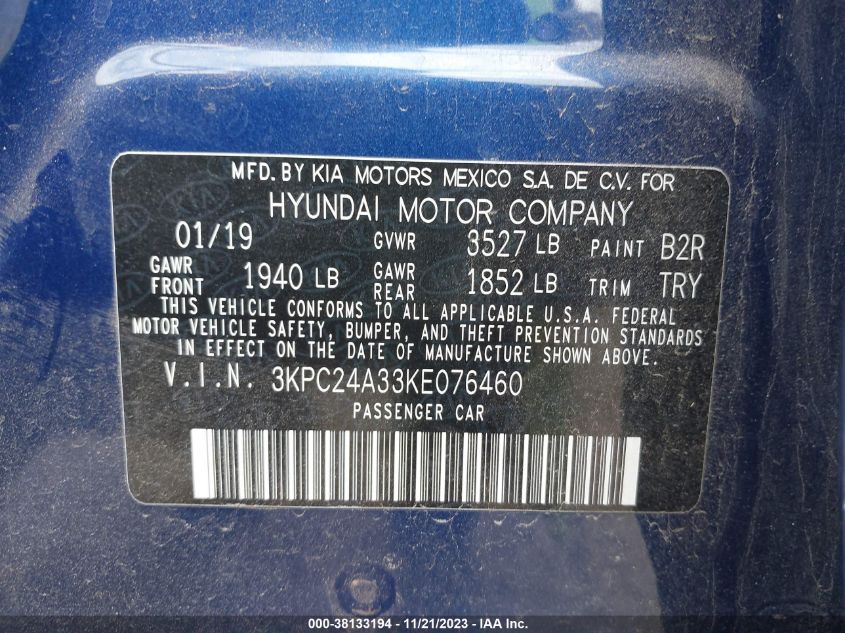 MFD. BY KIA MOTORS MEXICO S.A. DE C.V. FOR
HYUNDAI MOTOR COMPANY
01/19 GVWR 3527 LB PAINT B2R
GAWR FRONT 1940 LB GAWR REAR 1852 LB TRIM TRY
THIS VEHICLE CONFORMS TO ALL APPLICABLE U.S.A. FEDERAL
MOTOR VEHICLE SAFETY, BUMPER, AND THEFT PREVENTION STANDARDS
IN EFFECT ON THE DATE OF MANUFACTURE SHOWN ABOVE.
V.I.N. 3KPC24A33KE076460
PASSENGER CAR
000-38133194 - 11/21/2023 - IAA Inc.